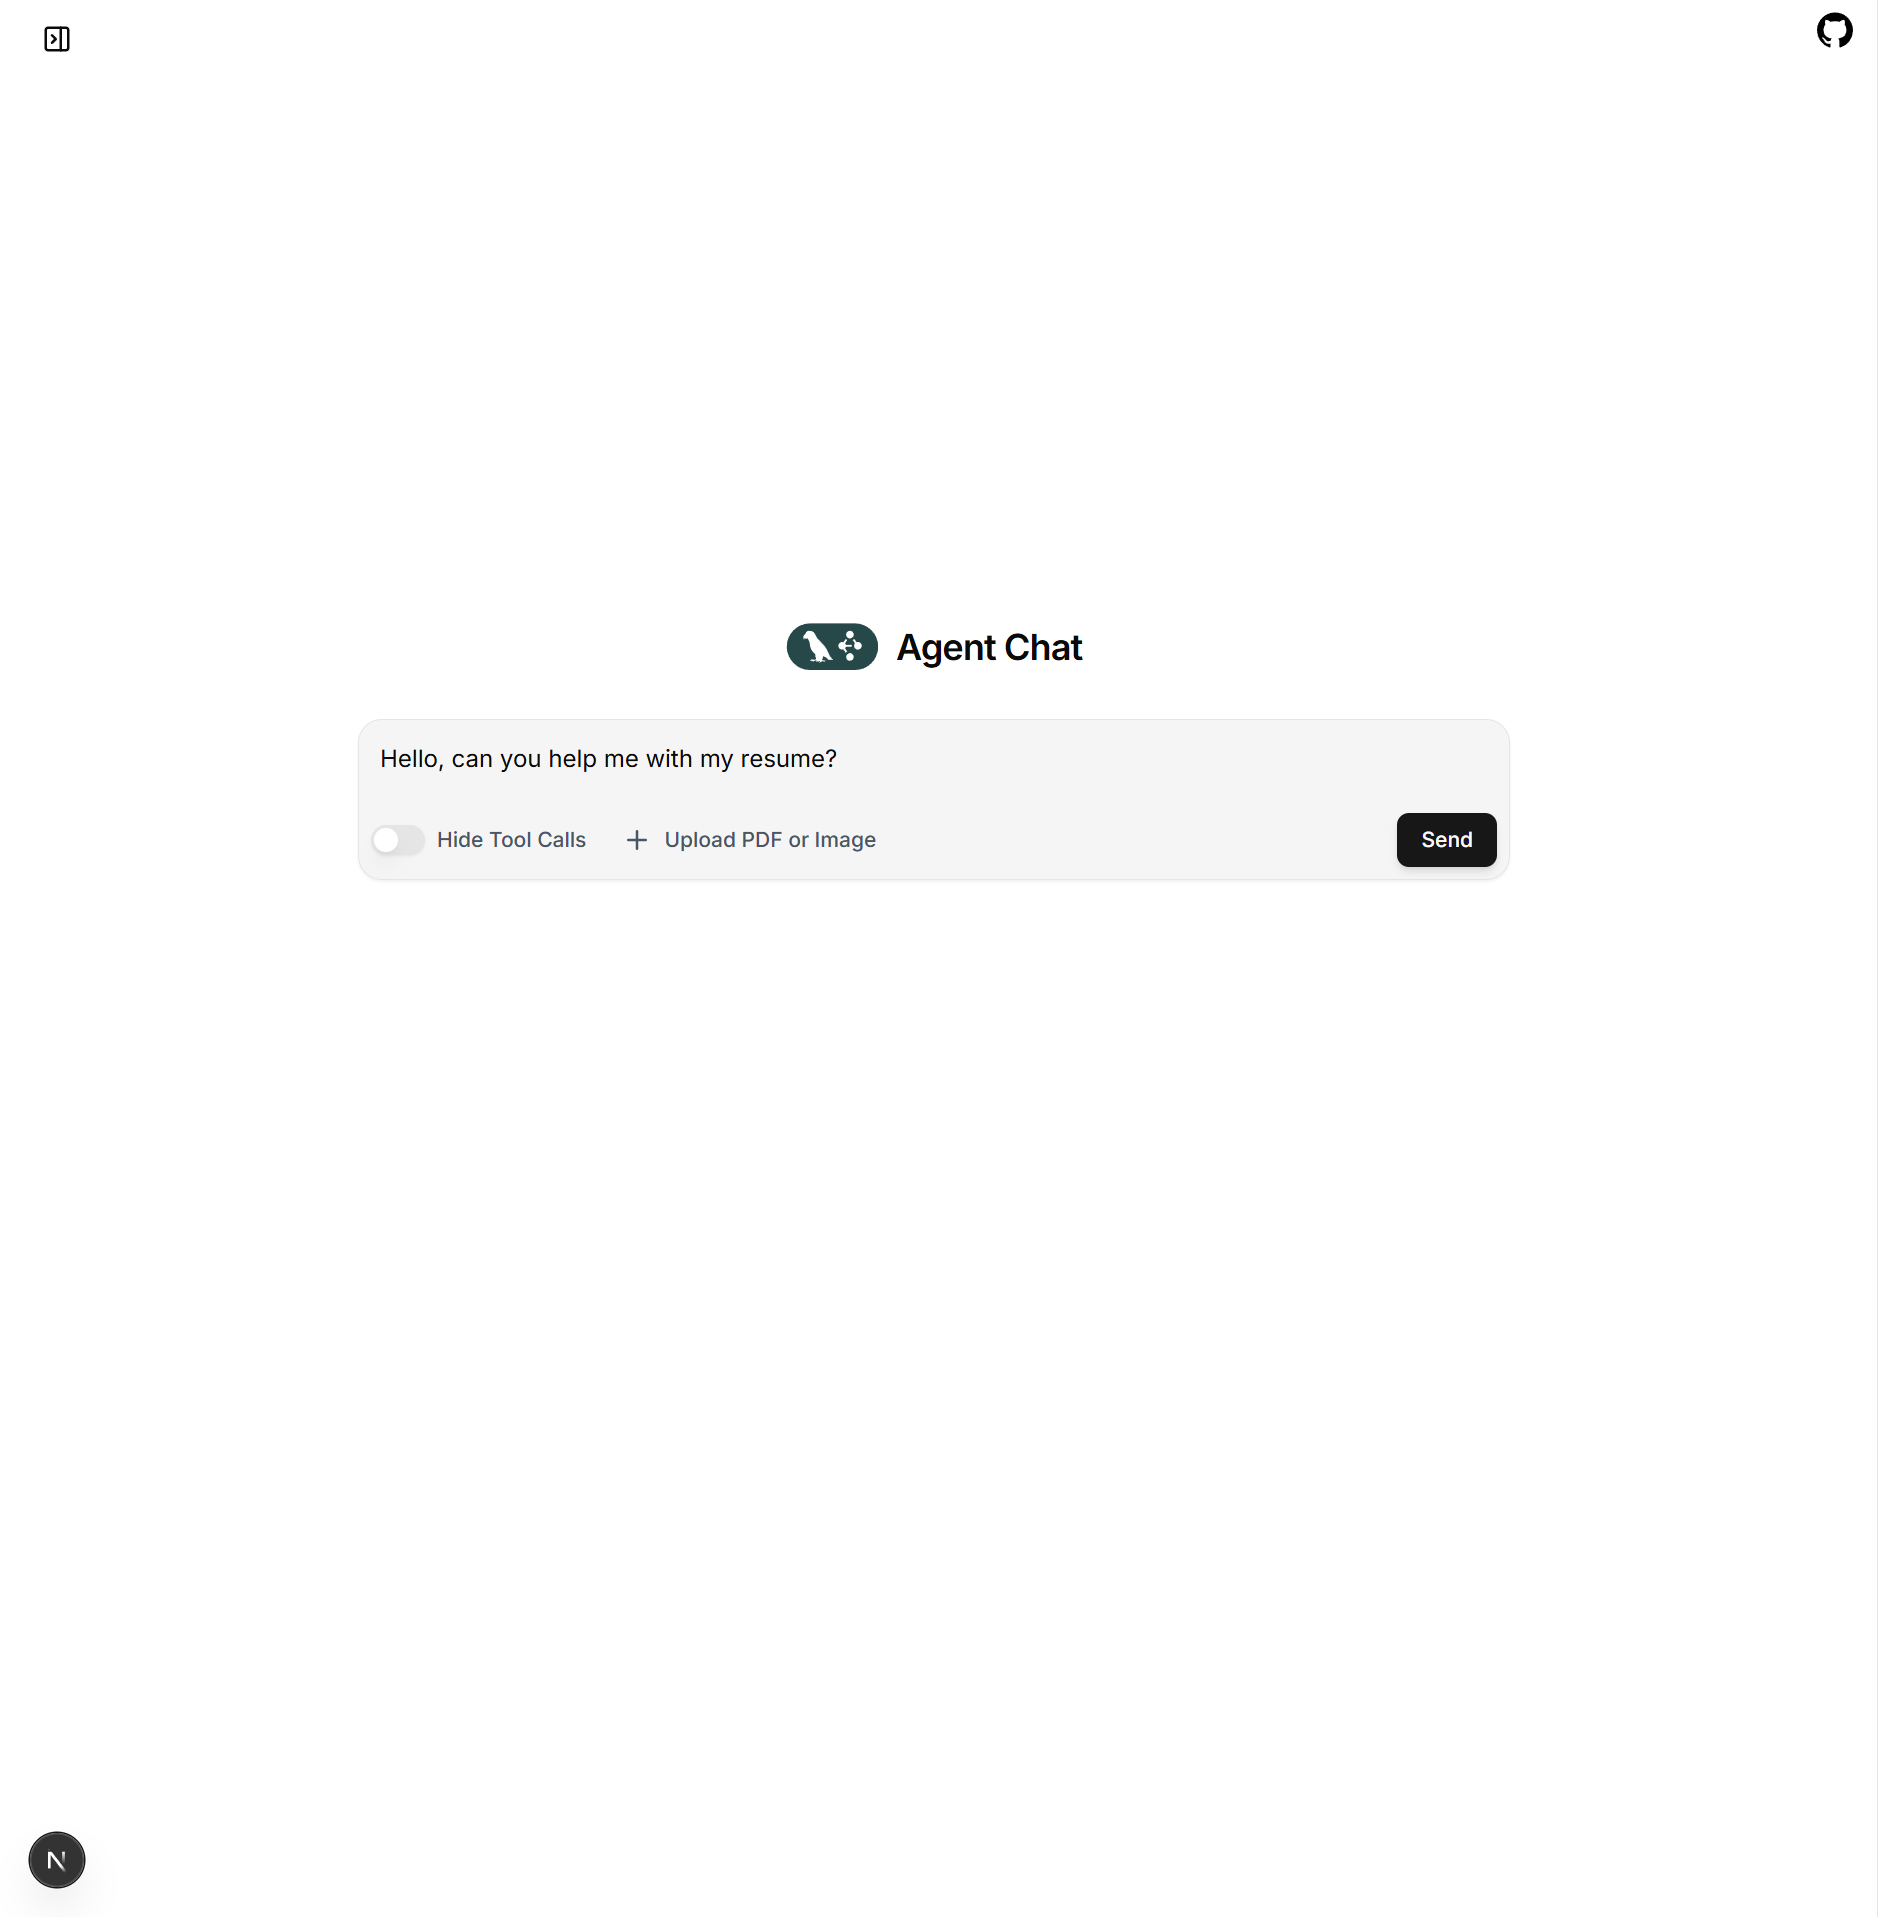 Agent Chat
Hello, can you help me with my resume?
Hide Tool Calls
Upload PDF or Image
Send
N